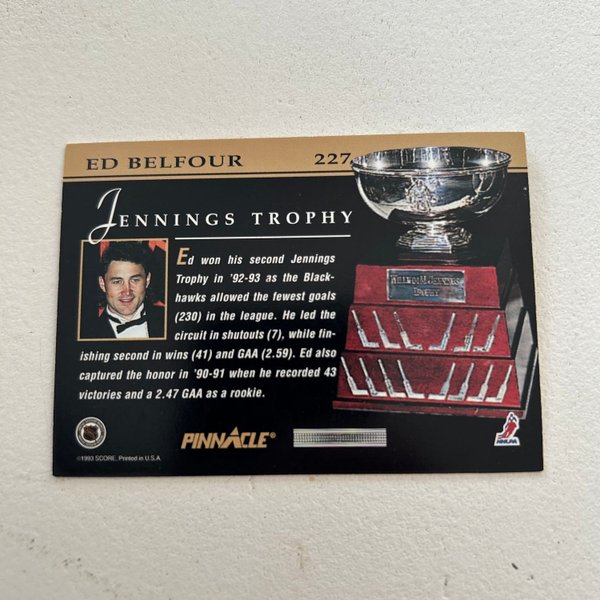 ED BELFOUR 227
JENNINGS TROPHY
Ed won his second Jennings
Trophy in '92-93 as the Black-
hawks allowed the fewest goals
(230) in the league. He led the
circuit in shutouts (7), while fin-
ishing second in wins (41) and GAA (2.59). Ed also
captured the honor in '90-91 when he recorded 43
victories and a 2.47 GAA as a rookie.
PINNACLE®
©1993 SCORE. Printed in U.S.A.
NHLPA
TROPHY